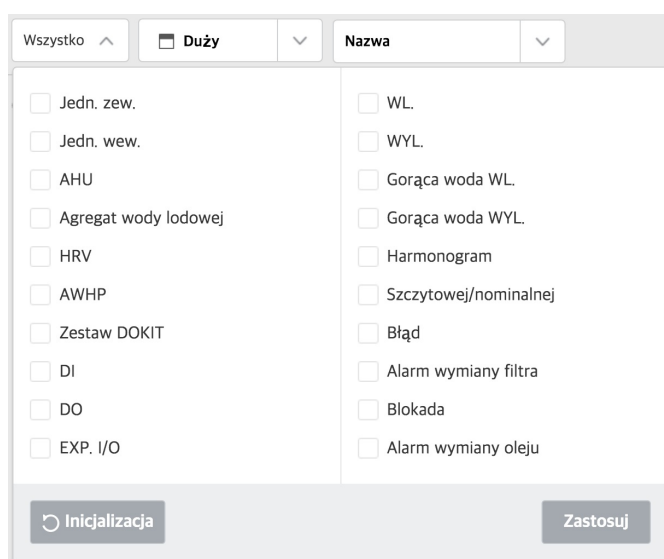 Wszystko
Duży
Nazwa
Jedn. zew.
Jedn. wew.
AHU
Agregat wody lodowej
HRV
AWHP
Zestaw DOKIT
DI
DO
EXP. I/O
WL.
WYL.
Gorąca woda WL.
Gorąca woda WYL.
Harmonogram
Szczytowej/nominalnej
Błąd
Alarm wymiany filtra
Blokada
Alarm wymiany oleju
Inicjalizacja
Zastosuj